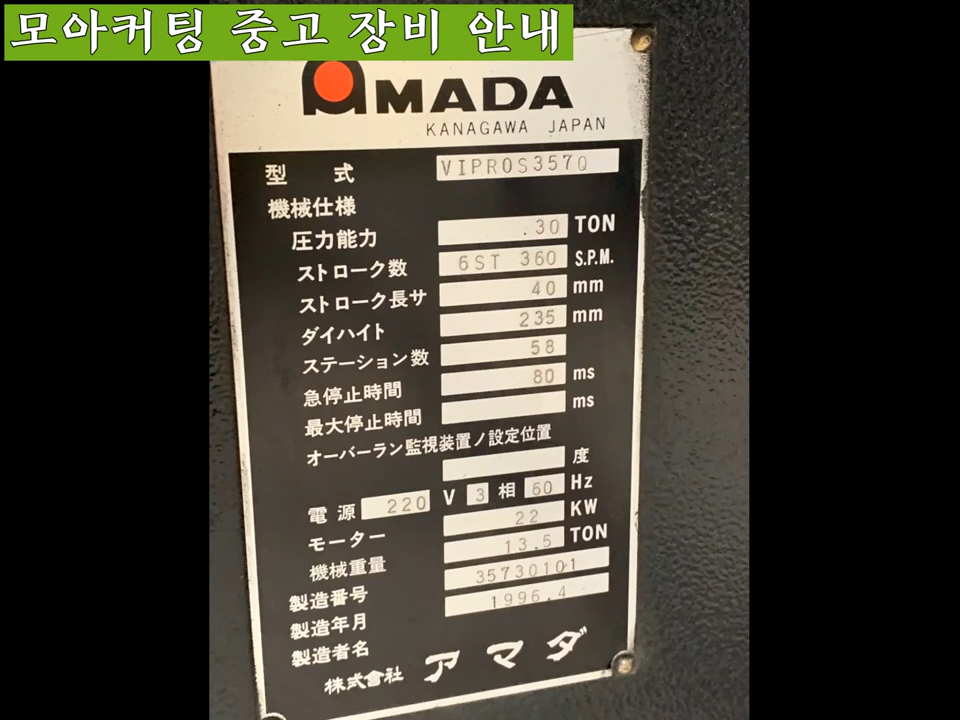 모아커팅 중고 장비 안내
AMADA
KANAGAWA JAPAN
型 式 VIPROS357Q
機械仕様
圧力能力 30 TON
ストローク数 6ST 360 S.P.M.
ストローク長サ 40 mm
ダイハイト 235 mm
ステーション数 58
急停止時間 80 ms
最大停止時間 ms
オーバーラン監視装置ノ設定位置
度
電源 220 V 3 相 60 Hz
モーター 22 KW
機械重量 13.5 TON
製造番号 35730101
製造年月 1996.4
製造者名
株式會社 アマダ